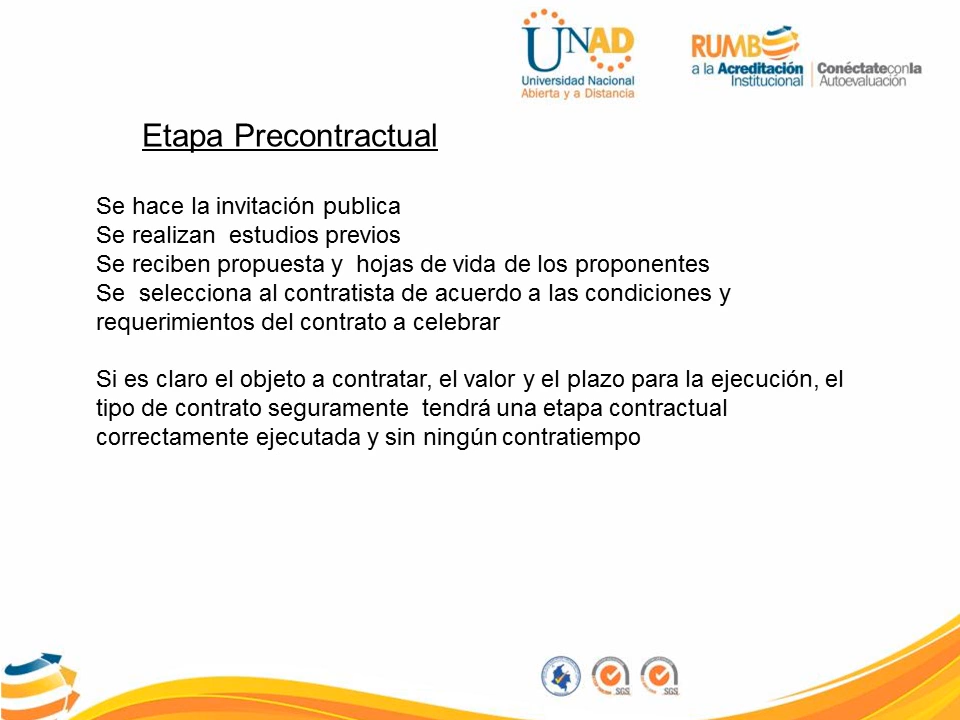 UNAD
Universidad Nacional
Abierta y a Distancia
RUMBO
a la Acreditación
Institucional
Conéctateconla
Autoevaluación
Etapa Precontractual
Se hace la invitación publica
Se realizan estudios previos
Se reciben propuesta y hojas de vida de los proponentes
Se selecciona al contratista de acuerdo a las condiciones y
requerimientos del contrato a celebrar
Si es claro el objeto a contratar, el valor y el plazo para la ejecución, el
tipo de contrato seguramente tendrá una etapa contractual
correctamente ejecutada y sin ningún contratiempo
SGS
SGS